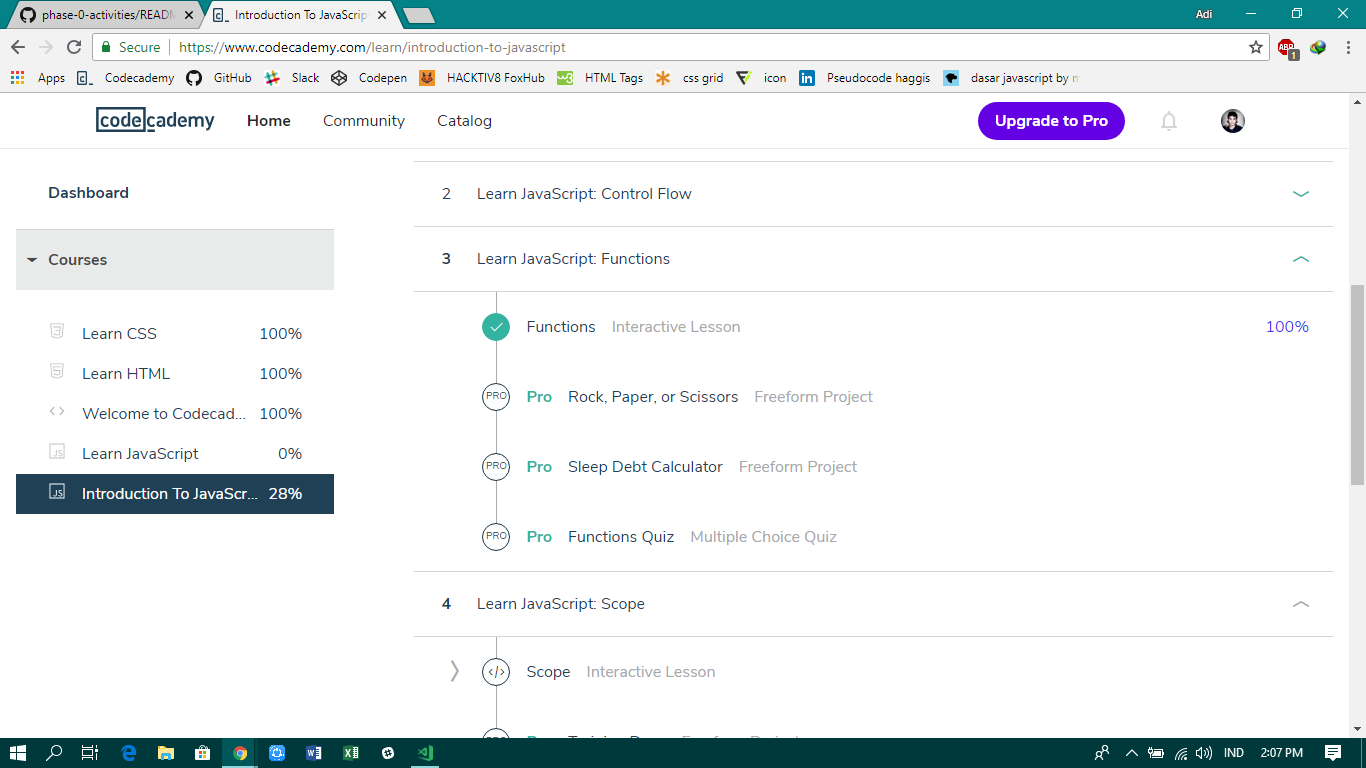 phase-0-activities/READ
Introduction To JavaScrip
Adi
Secure
https://www.codecademy.com/learn/introduction-to-javascript
ABP
1
Apps Codecademy GitHub Slack Codepen HACKTIV8 FoxHub HTML Tags css grid icon Pseudocode haggis dasar javascript by
codecademy Home Community Catalog Upgrade to Pro
Dashboard
Courses
Learn CSS 100%
Learn HTML 100%
Welcome to Codecad... 100%
Learn JavaScript 0%
Introduction To JavaScr... 28%
2 Learn JavaScript: Control Flow
3 Learn JavaScript: Functions
Functions Interactive Lesson 100%
PRO Pro Rock, Paper, or Scissors Freeform Project
PRO Pro Sleep Debt Calculator Freeform Project
PRO Pro Functions Quiz Multiple Choice Quiz
4 Learn JavaScript: Scope
</> Scope Interactive Lesson
IND 2:07 PM